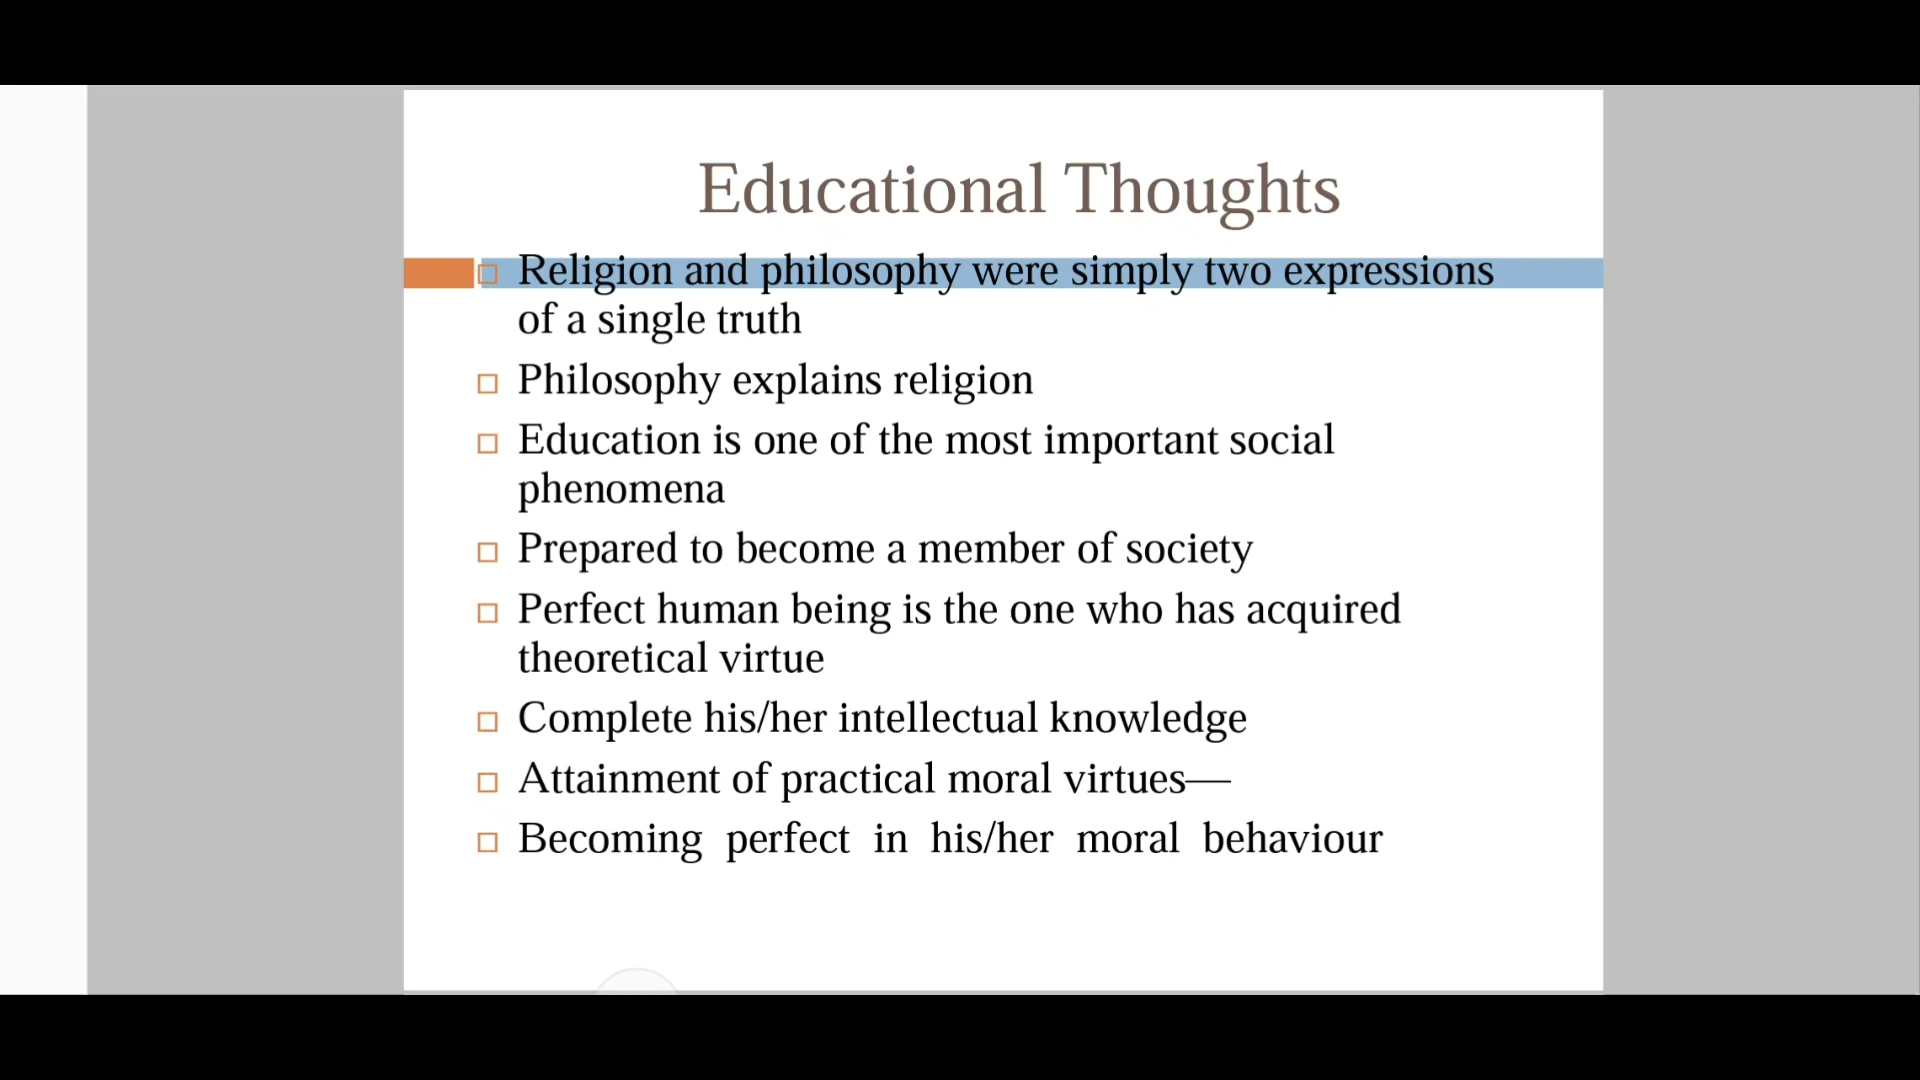 Educational Thoughts
Religion and philosophy were simply two expressions
of a single truth
Philosophy explains religion
Education is one of the most important social
phenomena
Prepared to become a member of society
Perfect human being is the one who has acquired
theoretical virtue
Complete his/her intellectual knowledge
Attainment of practical moral virtues—
Becoming perfect in his/her moral behaviour